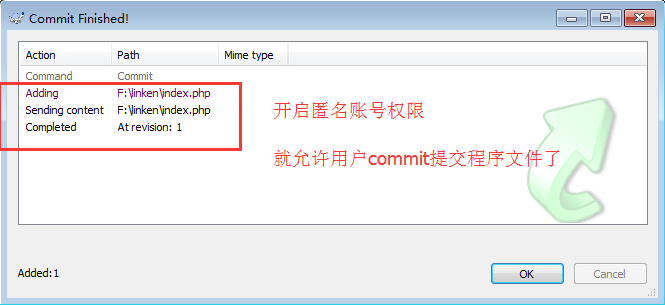 Commit Finished!
Action Path Mime type
Command Commit
Adding F:\linken\index.php
Sending content F:\linken\index.php
Completed At revision: 1
开启匿名账号权限
就允许用户commit提交程序文件了
Added:1
OK
Cancel